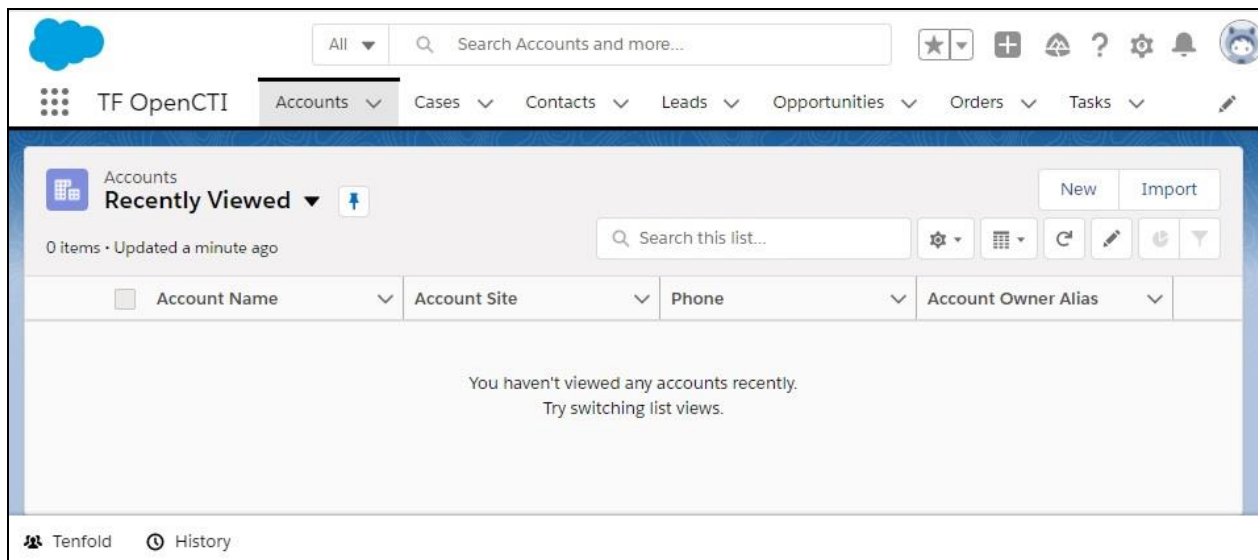 All
Search Accounts and more...
TF OpenCTI Accounts Cases Contacts Leads Opportunities Orders Tasks
Accounts
Recently Viewed
New Import
0 items • Updated a minute ago
Search this list...
Account Name Account Site Phone Account Owner Alias
You haven't viewed any accounts recently.
Try switching list views.
Tenfold History